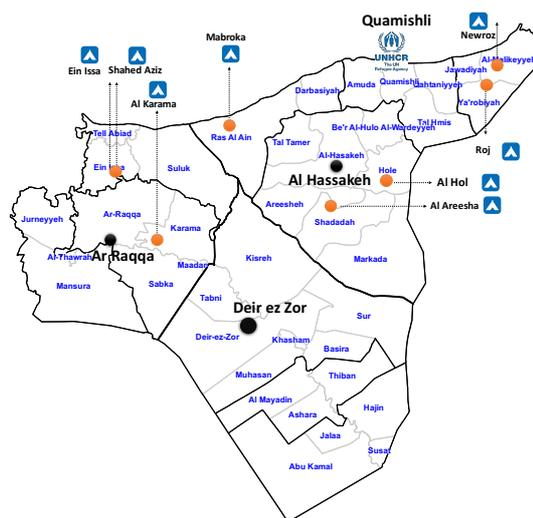 Quamishli
UNHCR
The UN
Refugee Agency
Newroz
Mabroka
Ein Issa
Shahed Aziz
Al Karama
Al-Malikeyyeh
Jawadiyah
Amuda
Quamishli
Qahtaniyyeh
Darbasiyah
Ya'robiyah
Tal Hmis
Be'r Al-Hulo Al-Wardeyyeh
Tell Abiad
Ras Al Ain
Tal Tamer
Roj
Al-Hasakeh
Ein Issa
Suluk
Hole
Al Hassakeh
Al Hol
Areesheh
Al Areesha
Jurneyyeh
Ar-Raqqa
Karama
Shadadah
Al-Thawrah
Ar Raqqa
Kisreh
Markada
Maadan
Mansura
Sabka
Tabni
Deir ez Zor
Sur
Deir-ez-Zor
Khasham
Basira
Muhasan
Thiban
Al Mayadin
Hajin
Ashara
Jalaa
Susat
Abu Kamal